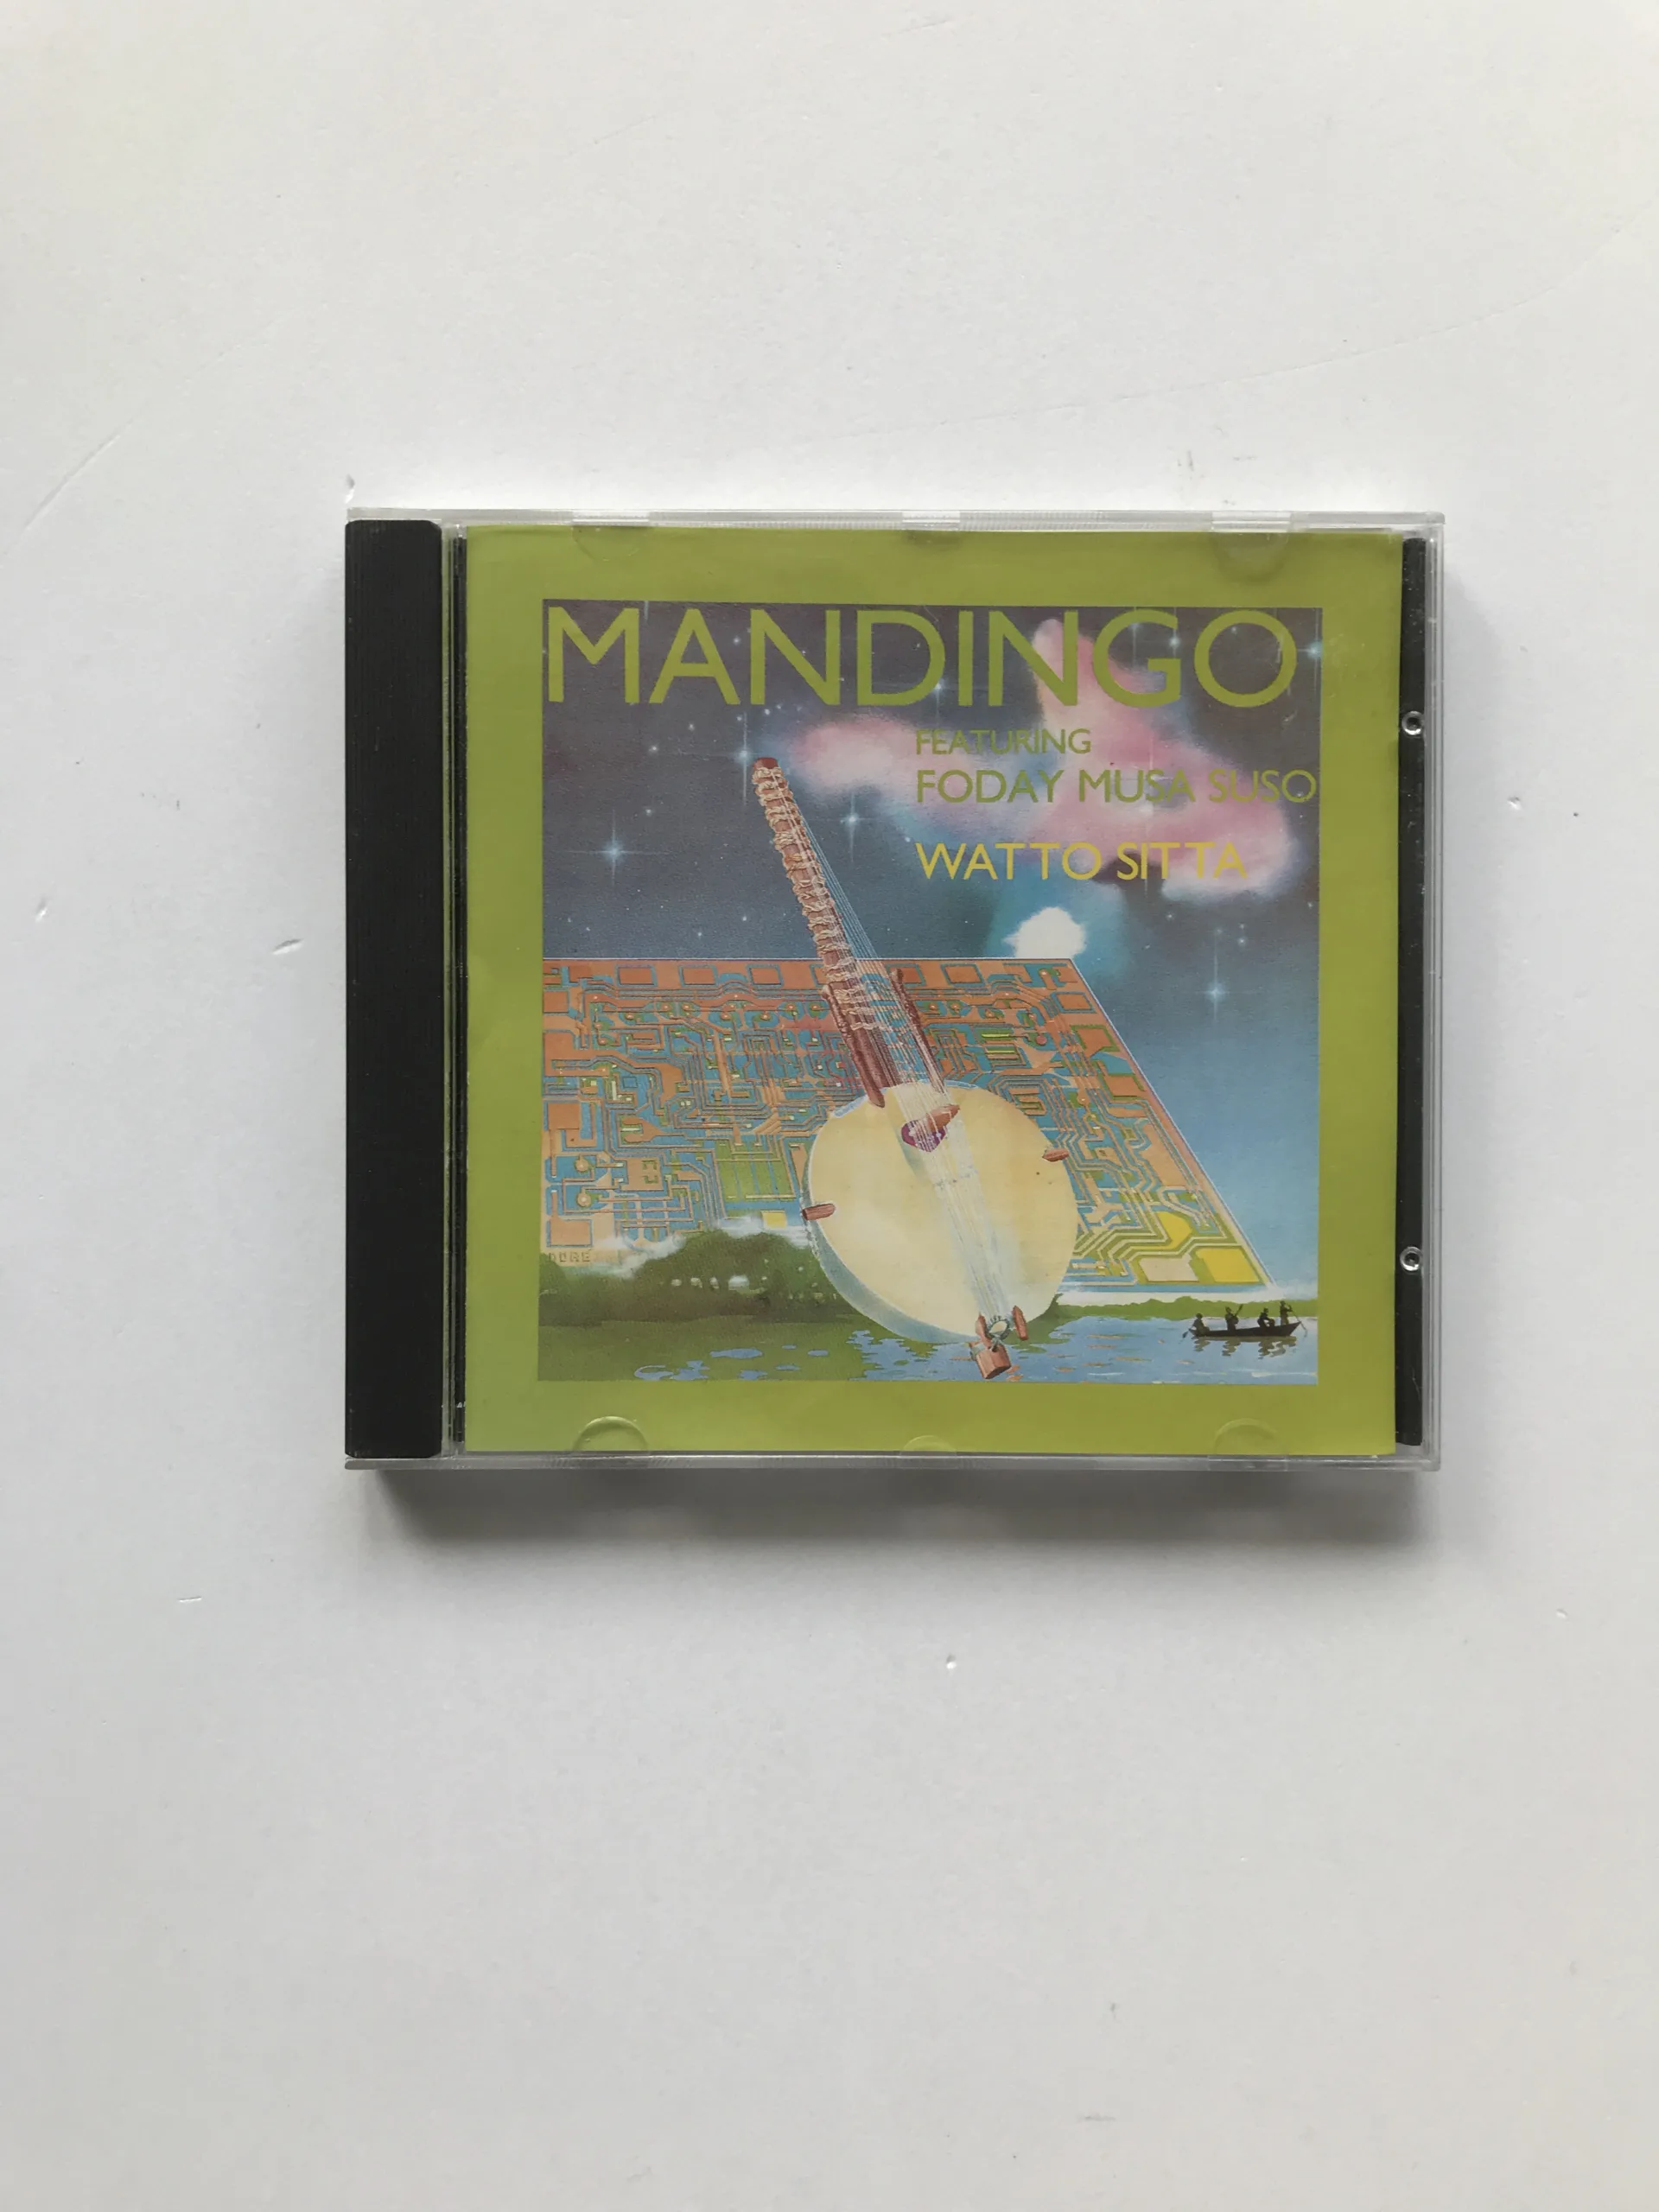 MANDINGO
FEATURING
FODAY MUSA SUSO
WATTO SITTA